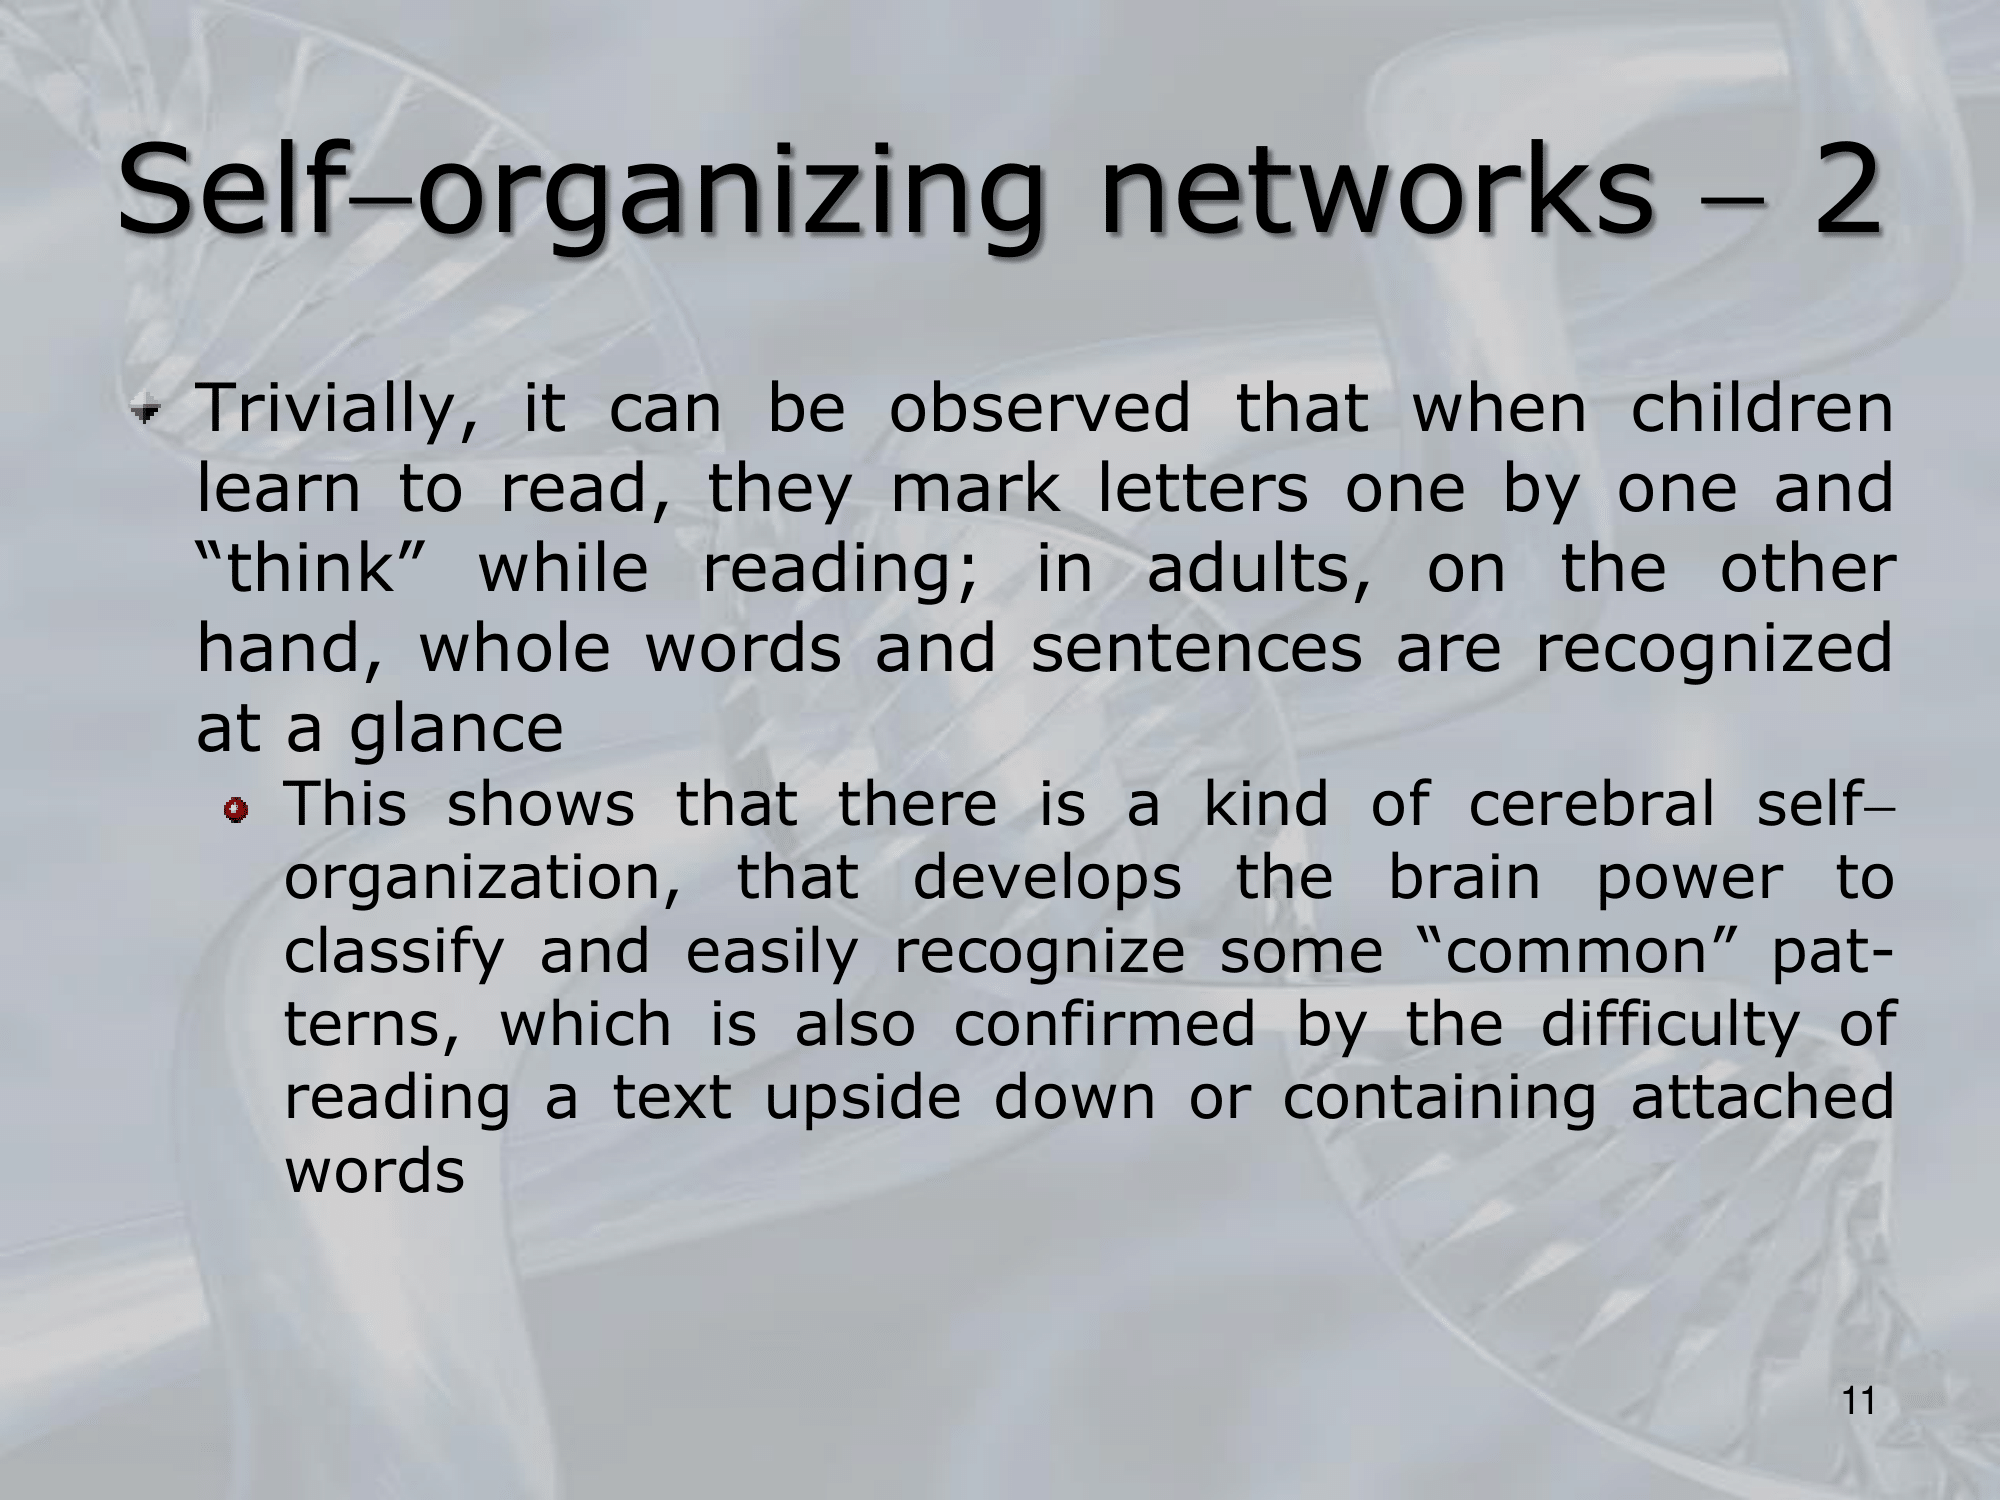 Self–organizing networks – 2
Trivially, it can be observed that when children
learn to read, they mark letters one by one and
“think” while reading; in adults, on the other
hand, whole words and sentences are recognized
at a glance
This shows that there is a kind of cerebral self–
organization, that develops the brain power to
classify and easily recognize some “common” pat-
terns, which is also confirmed by the difficulty of
reading a text upside down or containing attached
words
11